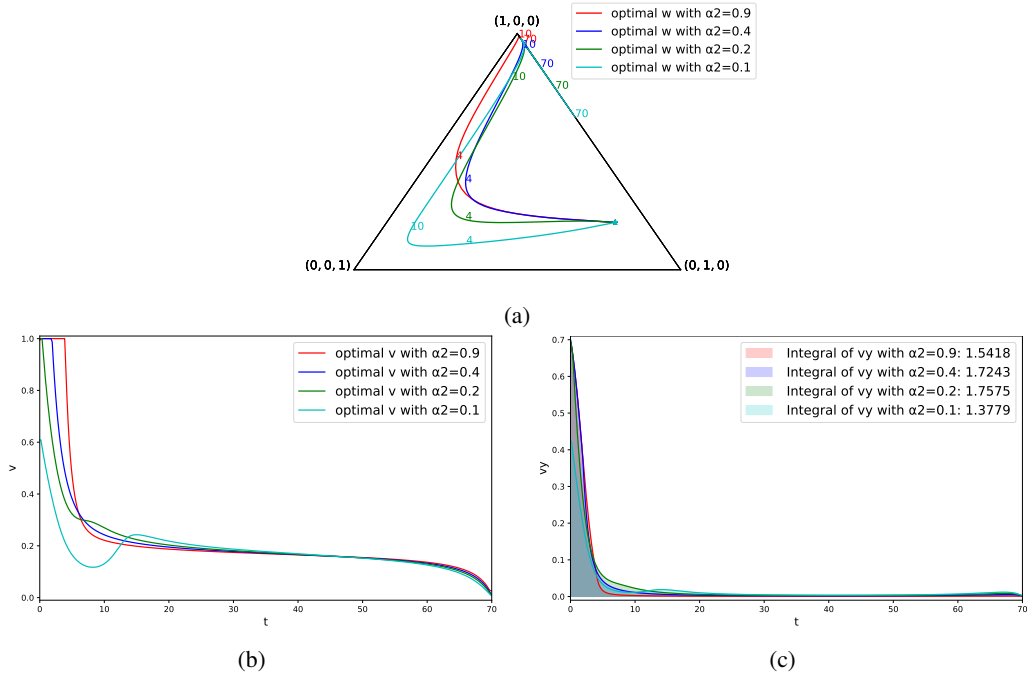 (1, 0, 0)
optimal w with α2=0.9
optimal w with α2=0.4
optimal w with α2=0.2
optimal w with α2=0.1
10
70
70
10
70
70
4
4
4
10
4
(0, 0, 1)
(0, 1, 0)
(a)
1.0
0.8
0.6
0.4
0.2
0.0
v
0
10
20
30
40
50
60
70
t
optimal v with α2=0.9
optimal v with α2=0.4
optimal v with α2=0.2
optimal v with α2=0.1
(b)
0.7
0.6
0.5
0.4
0.3
0.2
0.1
0.0
vy
0
10
20
30
40
50
60
70
t
Integral of vy with α2=0.9: 1.5418
Integral of vy with α2=0.4: 1.7243
Integral of vy with α2=0.2: 1.7575
Integral of vy with α2=0.1: 1.3779
(c)